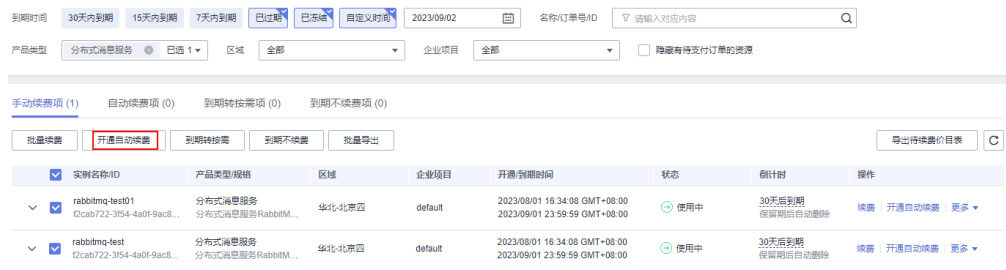 到期时间 30天内到期 15天内到期 7天内到期 已过期 已冻结 自定义时间 2023/09/02 名称/订单号/ID 请输入对应内容
产品类型 分布式消息服务 已选 1 区域 全部 企业项目 全部 隐藏有待支付订单的资源
手动续费项 (1) 自动续费项 (0) 到期转按需项 (0) 到期不续费项 (0)
批量续费 开通自动续费 到期转按需 到期不续费 批量导出 导出待续费价目表
实例名称/ID 产品类型/规格 区域 企业项目 开通/到期时间 状态 倒计时 操作
rabbitmq-test01 分布式消息服务 华北-北京四 default 2023/08/01 16:34:08 GMT+08:00 使用中 30天后到期 续费 开通自动续费 更多
f2cab722-3f54-4a0f-9ac8... 分布式消息服务RabbitM... 2023/09/01 23:59:59 GMT+08:00 保留期后自动删除
rabbitmq-test 分布式消息服务 华北-北京四 default 2023/08/01 16:34:08 GMT+08:00 使用中 30天后到期 续费 开通自动续费 更多
f2cab722-3f54-4a0f-9ac8... 分布式消息服务RabbitM... 2023/09/01 23:59:59 GMT+08:00 保留期后自动删除